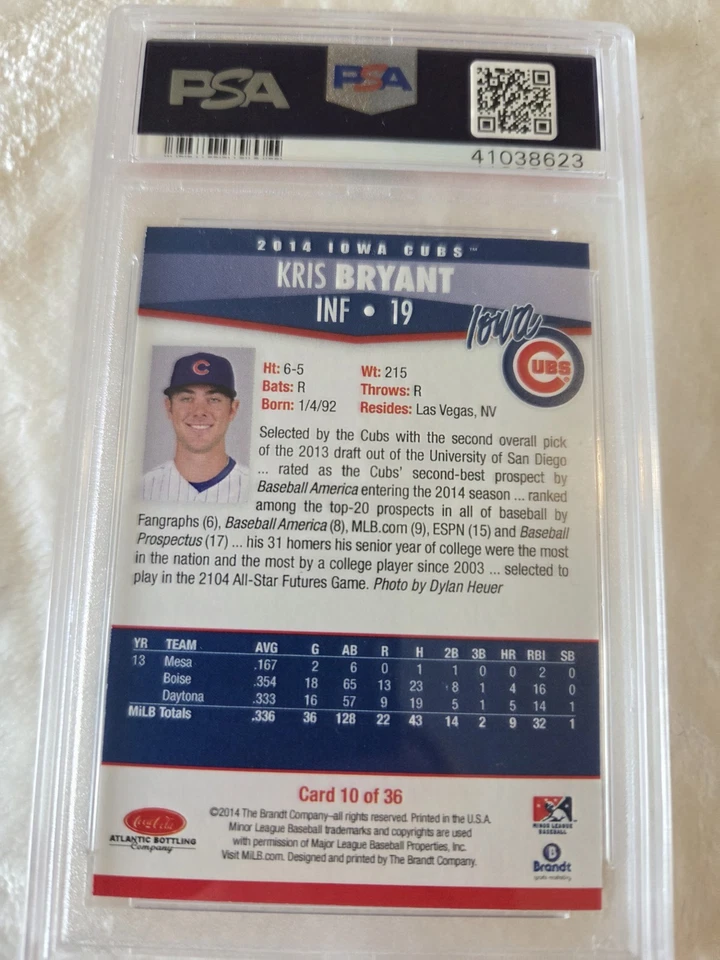 PSA PSA
41038623
2014 IOWA CUBS™
KRIS BRYANT
INF • 19
Iowa
CUBS®
Ht: 6-5 Wt: 215
Bats: R Throws: R
Born: 1/4/92 Resides: Las Vegas, NV
Selected by the Cubs with the second overall pick
of the 2013 draft out of the University of San Diego
... rated as the Cubs' second-best prospect by
Baseball America entering the 2014 season ... ranked
among the top-20 prospects in all of baseball by
Fangraphs (6), Baseball America (8), MLB.com (9), ESPN (15) and Baseball
Prospectus (17) ... his 31 homers his senior year of college were the most
in the nation and the most by a college player since 2003 ... selected to
play in the 2104 All-Star Futures Game. Photo by Dylan Heuer
YR TEAM AVG G AB R H 2B 3B HR RBI SB
13 Mesa .167 2 6 0 1 1 0 0 2 0
Boise .354 18 65 13 23 8 1 4 16 0
Daytona .333 16 57 9 19 5 1 5 14 1
MiLB Totals .336 36 128 22 43 14 2 9 32 1
Card 10 of 36
©2014 The Brandt Company–all rights reserved. Printed in the U.S.A.
Minor League Baseball trademarks and copyrights are used
with permission of Major League Baseball Properties, Inc.
Visit MiLB.com. Designed and printed by The Brandt Company.
Coca-Cola
ATLANTIC BOTTLING
Company
MINOR LEAGUE
BASEBALL
B
Brandt